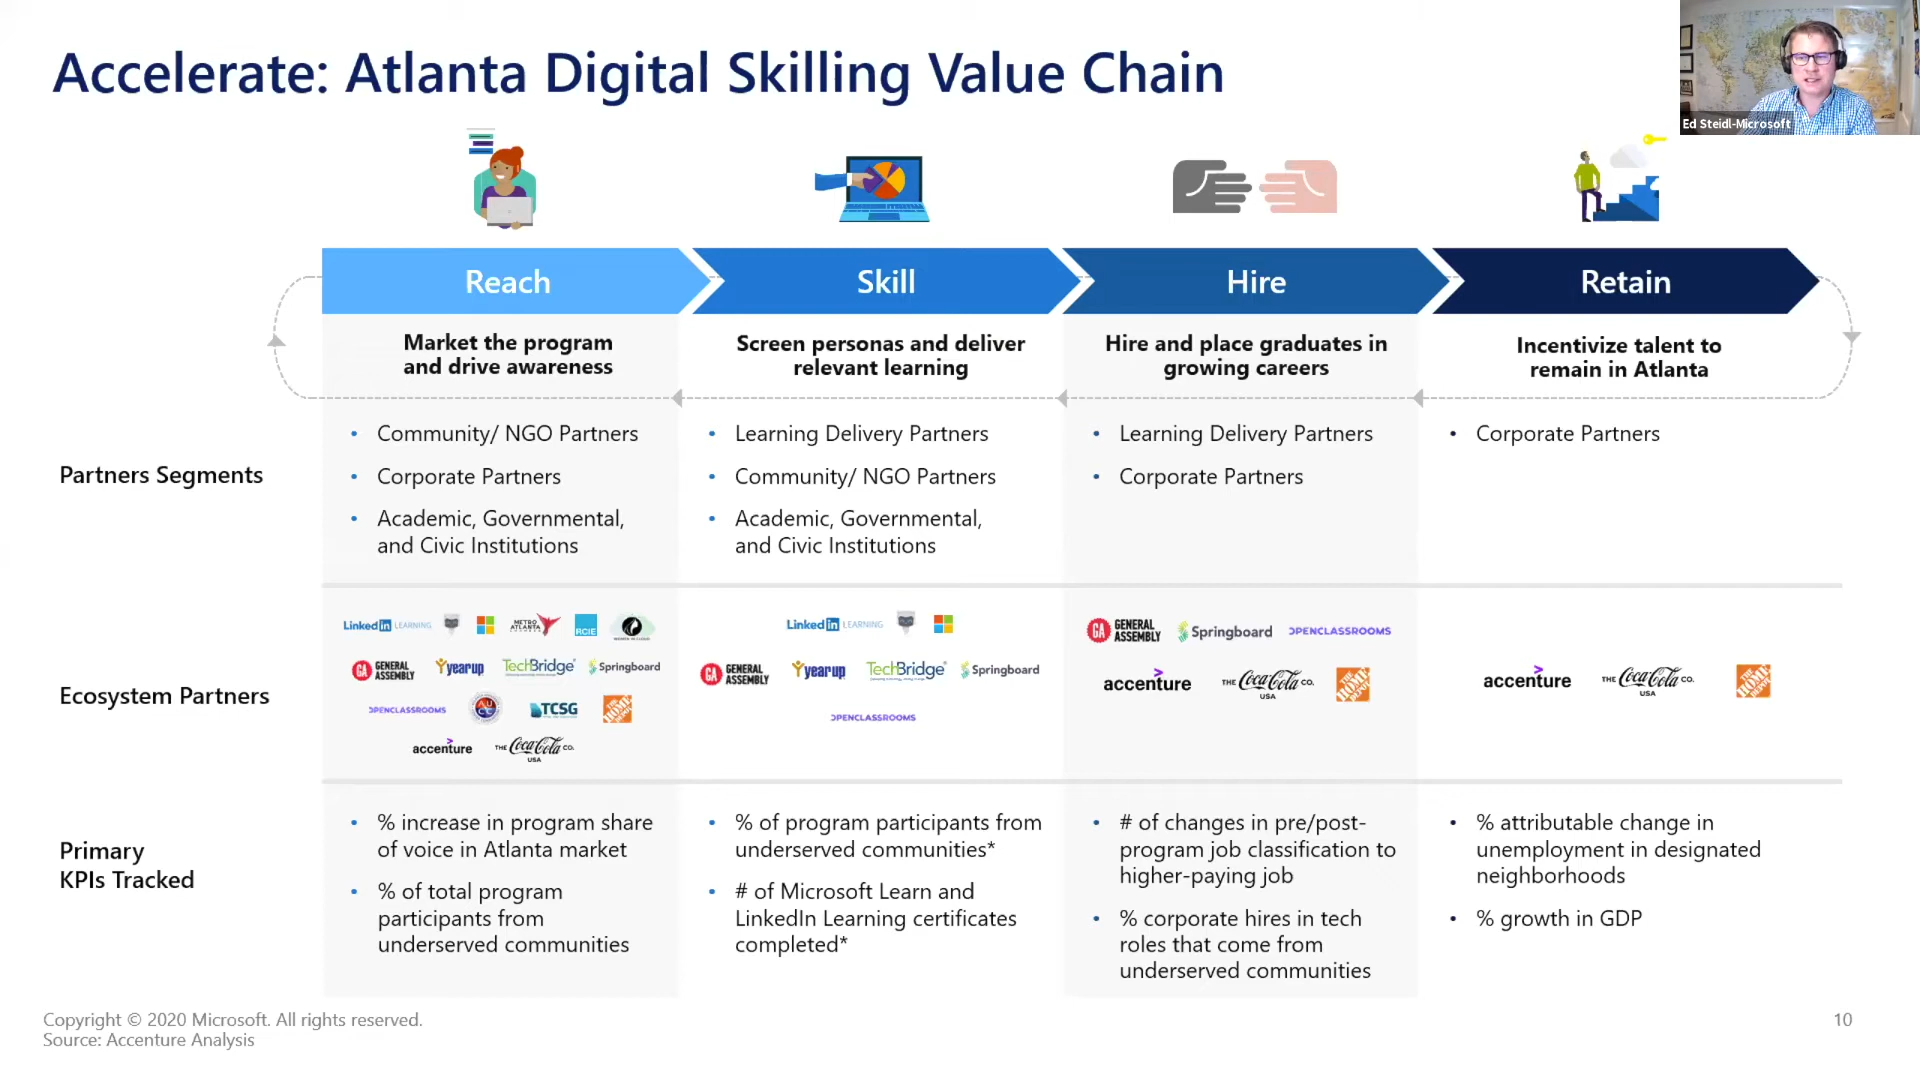 Accelerate: Atlanta Digital Skilling Value Chain
Ed Steidl-Microsoft
Reach
Skill
Hire
Retain
Market the program
and drive awareness
Screen personas and deliver
relevant learning
Hire and place graduates in
growing careers
Incentivize talent to
remain in Atlanta
Partners Segments
• Community/ NGO Partners
• Corporate Partners
• Academic, Governmental,
and Civic Institutions
• Learning Delivery Partners
• Community/ NGO Partners
• Academic, Governmental,
and Civic Institutions
• Learning Delivery Partners
• Corporate Partners
• Corporate Partners
Ecosystem Partners
Linked in LEARNING
METRO ATLANTA
RCIE
GA GENERAL ASSEMBLY
year up
TechBridge
Springboard
OPENCLASSROOMS
TCSG
THE HOME DEPOT
accenture
THE Coca-Cola CO.
USA
Linked in LEARNING
GA GENERAL ASSEMBLY
year up
TechBridge
Springboard
OPENCLASSROOMS
GA GENERAL ASSEMBLY
Springboard
OPENCLASSROOMS
accenture
THE Coca-Cola CO.
USA
THE HOME DEPOT
accenture
THE Coca-Cola CO.
USA
THE HOME DEPOT
Primary
KPIs Tracked
• % increase in program share
of voice in Atlanta market
• % of total program
participants from
underserved communities
• % of program participants from
underserved communities*
• # of Microsoft Learn and
LinkedIn Learning certificates
completed*
• # of changes in pre/post-
program job classification to
higher-paying job
• % corporate hires in tech
roles that come from
underserved communities
• % attributable change in
unemployment in designated
neighborhoods
• % growth in GDP
Copyright © 2020 Microsoft. All rights reserved.
Source: Accenture Analysis
10